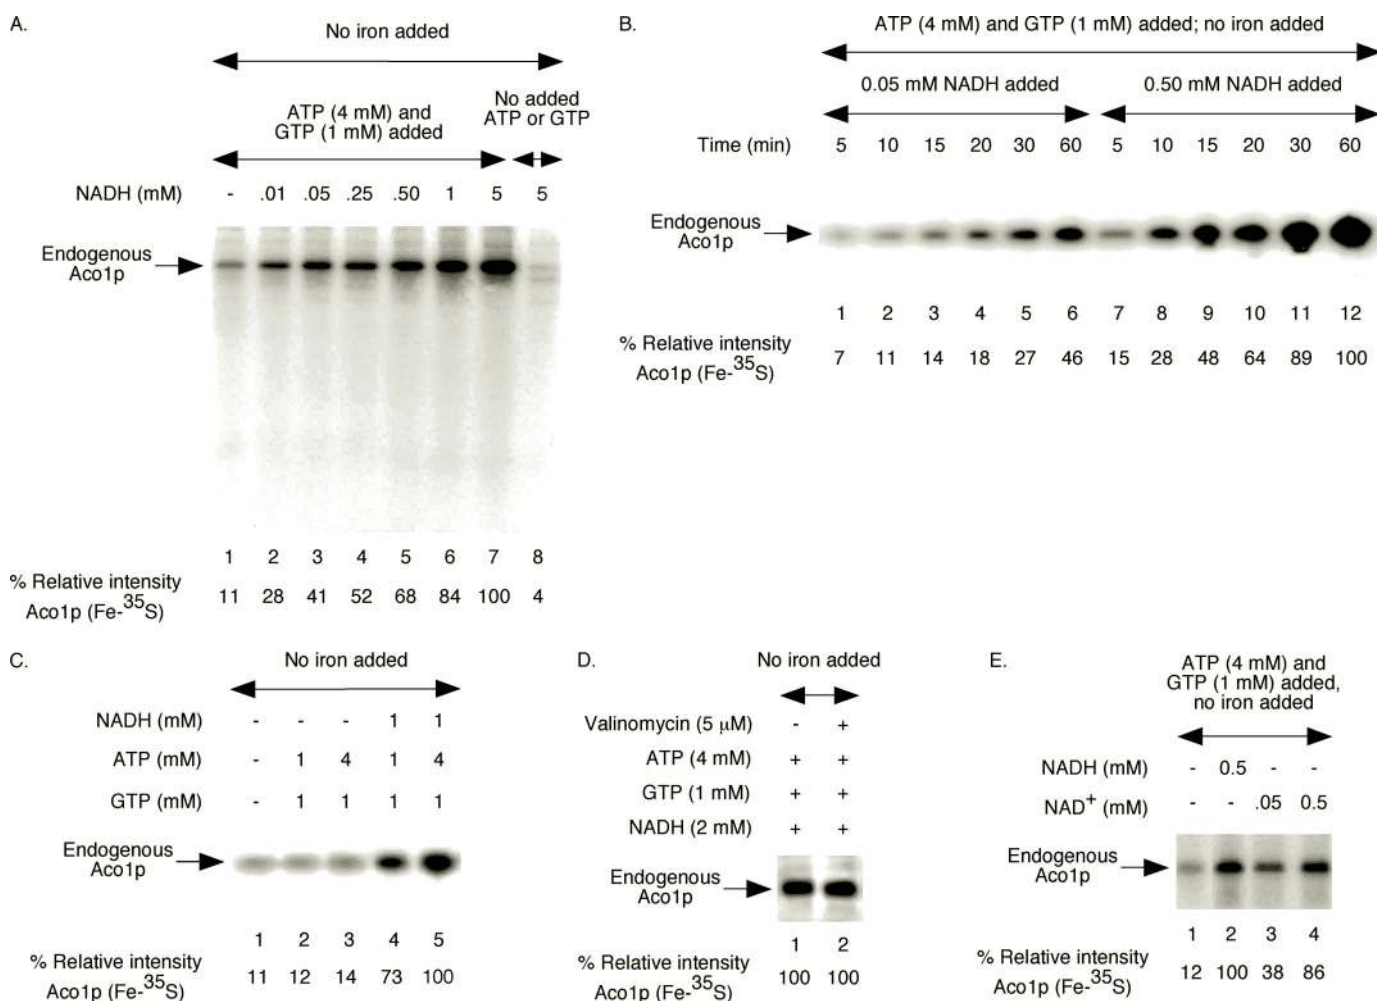 A.
No iron added
ATP (4 mM) and
GTP (1 mM) added
No added
ATP or GTP
NADH (mM) - .01 .05 .25 .50 1 5 5
Endogenous
Aco1p
1 2 3 4 5 6 7 8
% Relative intensity
Aco1p (Fe-³⁵S) 11 28 41 52 68 84 100 4
B.
ATP (4 mM) and GTP (1 mM) added; no iron added
0.05 mM NADH added 0.50 mM NADH added
Time (min) 5 10 15 20 30 60 5 10 15 20 30 60
Endogenous
Aco1p
1 2 3 4 5 6 7 8 9 10 11 12
% Relative intensity
Aco1p (Fe-³⁵S) 7 11 14 18 27 46 15 28 48 64 89 100
C.
No iron added
NADH (mM) - - - 1 1
ATP (mM) - 1 4 1 4
GTP (mM) - 1 1 1 1
Endogenous
Aco1p
1 2 3 4 5
% Relative intensity
Aco1p (Fe-³⁵S) 11 12 14 73 100
D.
No iron added
Valinomycin (5 μM) - +
ATP (4 mM) + +
GTP (1 mM) + +
NADH (2 mM) + +
Endogenous
Aco1p
1 2
% Relative intensity
Aco1p (Fe-³⁵S) 100 100
E.
ATP (4 mM) and
GTP (1 mM) added,
no iron added
NADH (mM) - 0.5 - -
NAD⁺ (mM) - - .05 0.5
Endogenous
Aco1p
1 2 3 4
% Relative intensity
Aco1p (Fe-³⁵S) 12 100 38 86